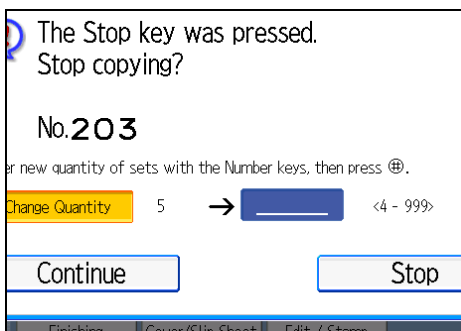 The Stop key was pressed.
Stop copying?
No.203
er new quantity of sets with the Number keys, then press ⊕.
Change Quantity 5 → <4 - 999>
Continue Stop
Finishing Cover/Slip Sheet Edit / Stamp